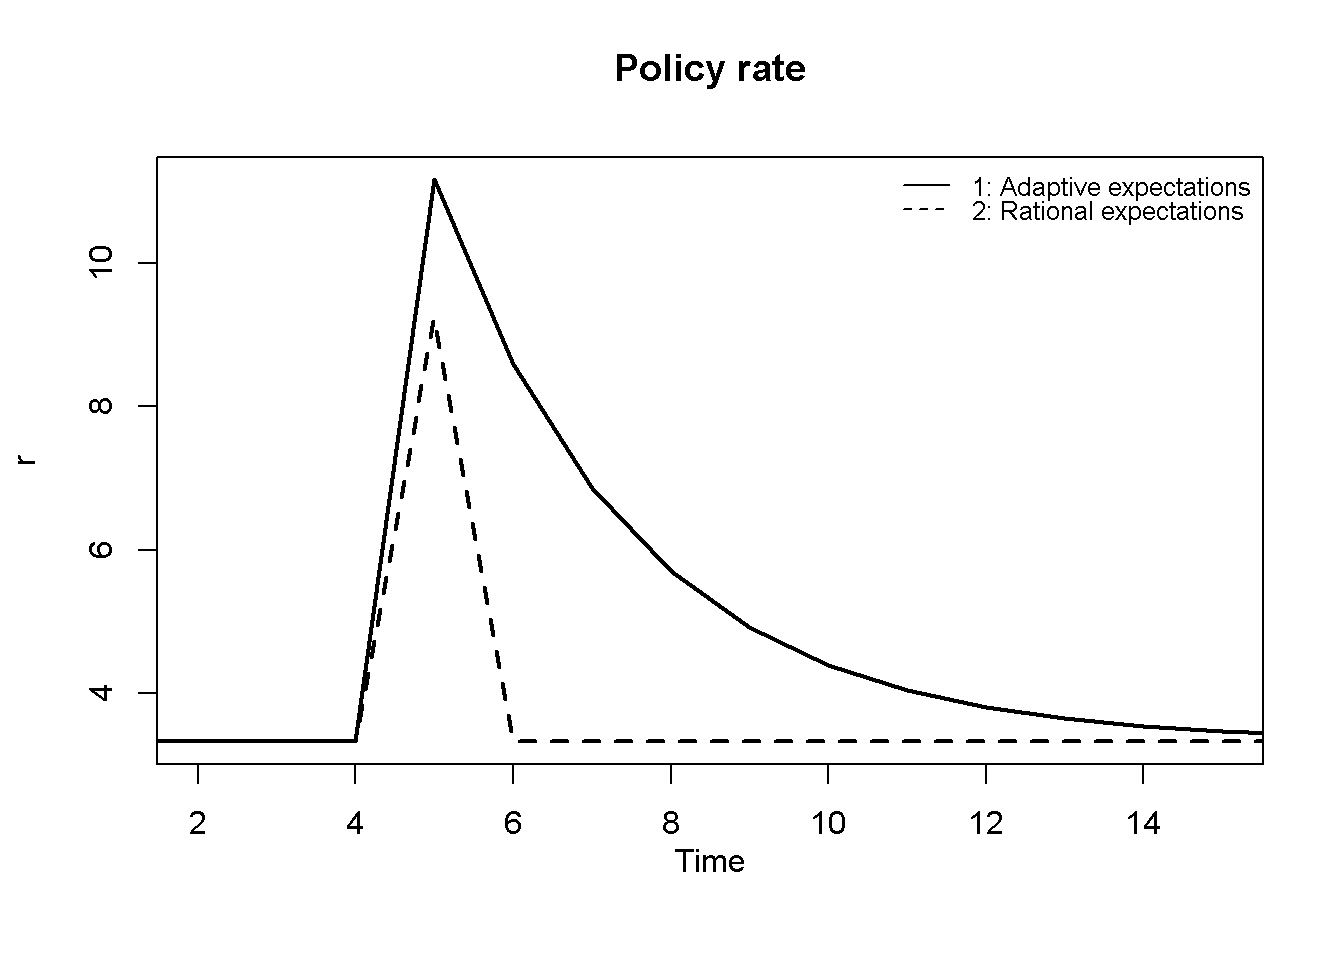 Policy rate
1: Adaptive expectations
2: Rational expectations
10
8
6
4
r
2 4 6 8 10 12 14
Time